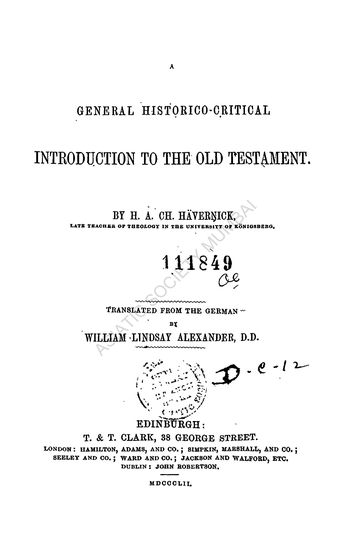 A
GENERAL HISTORICO-CRITICAL
INTRODUCTION TO THE OLD TESTAMENT.
BY H. A. CH. HÄVERNICK,
LATE TEACHER OF THEOLOGY IN THE UNIVERSITY OF KÖNIGSBERG.
111849
TRANSLATED FROM THE GERMAN
BY
WILLIAM LINDSAY ALEXANDER, D.D.
ASIATIC SOCIETY MUMBAI
D-C-12
EDINBURGH:
T. & T. CLARK, 38 GEORGE STREET.
LONDON: HAMILTON, ADAMS, AND CO.; SIMPKIN, MARSHALL, AND CO.;
SEELEY AND CO.; WARD AND CO.; JACKSON AND WALFORD, ETC.
DUBLIN: JOHN ROBERTSON.
MDCCCLII.